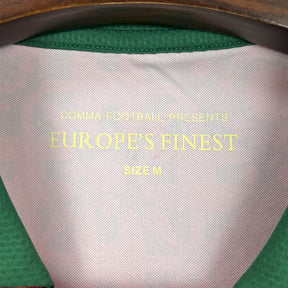 COMMA FOOTBALL PRESENTS
EUROPE'S FINEST
SIZE M